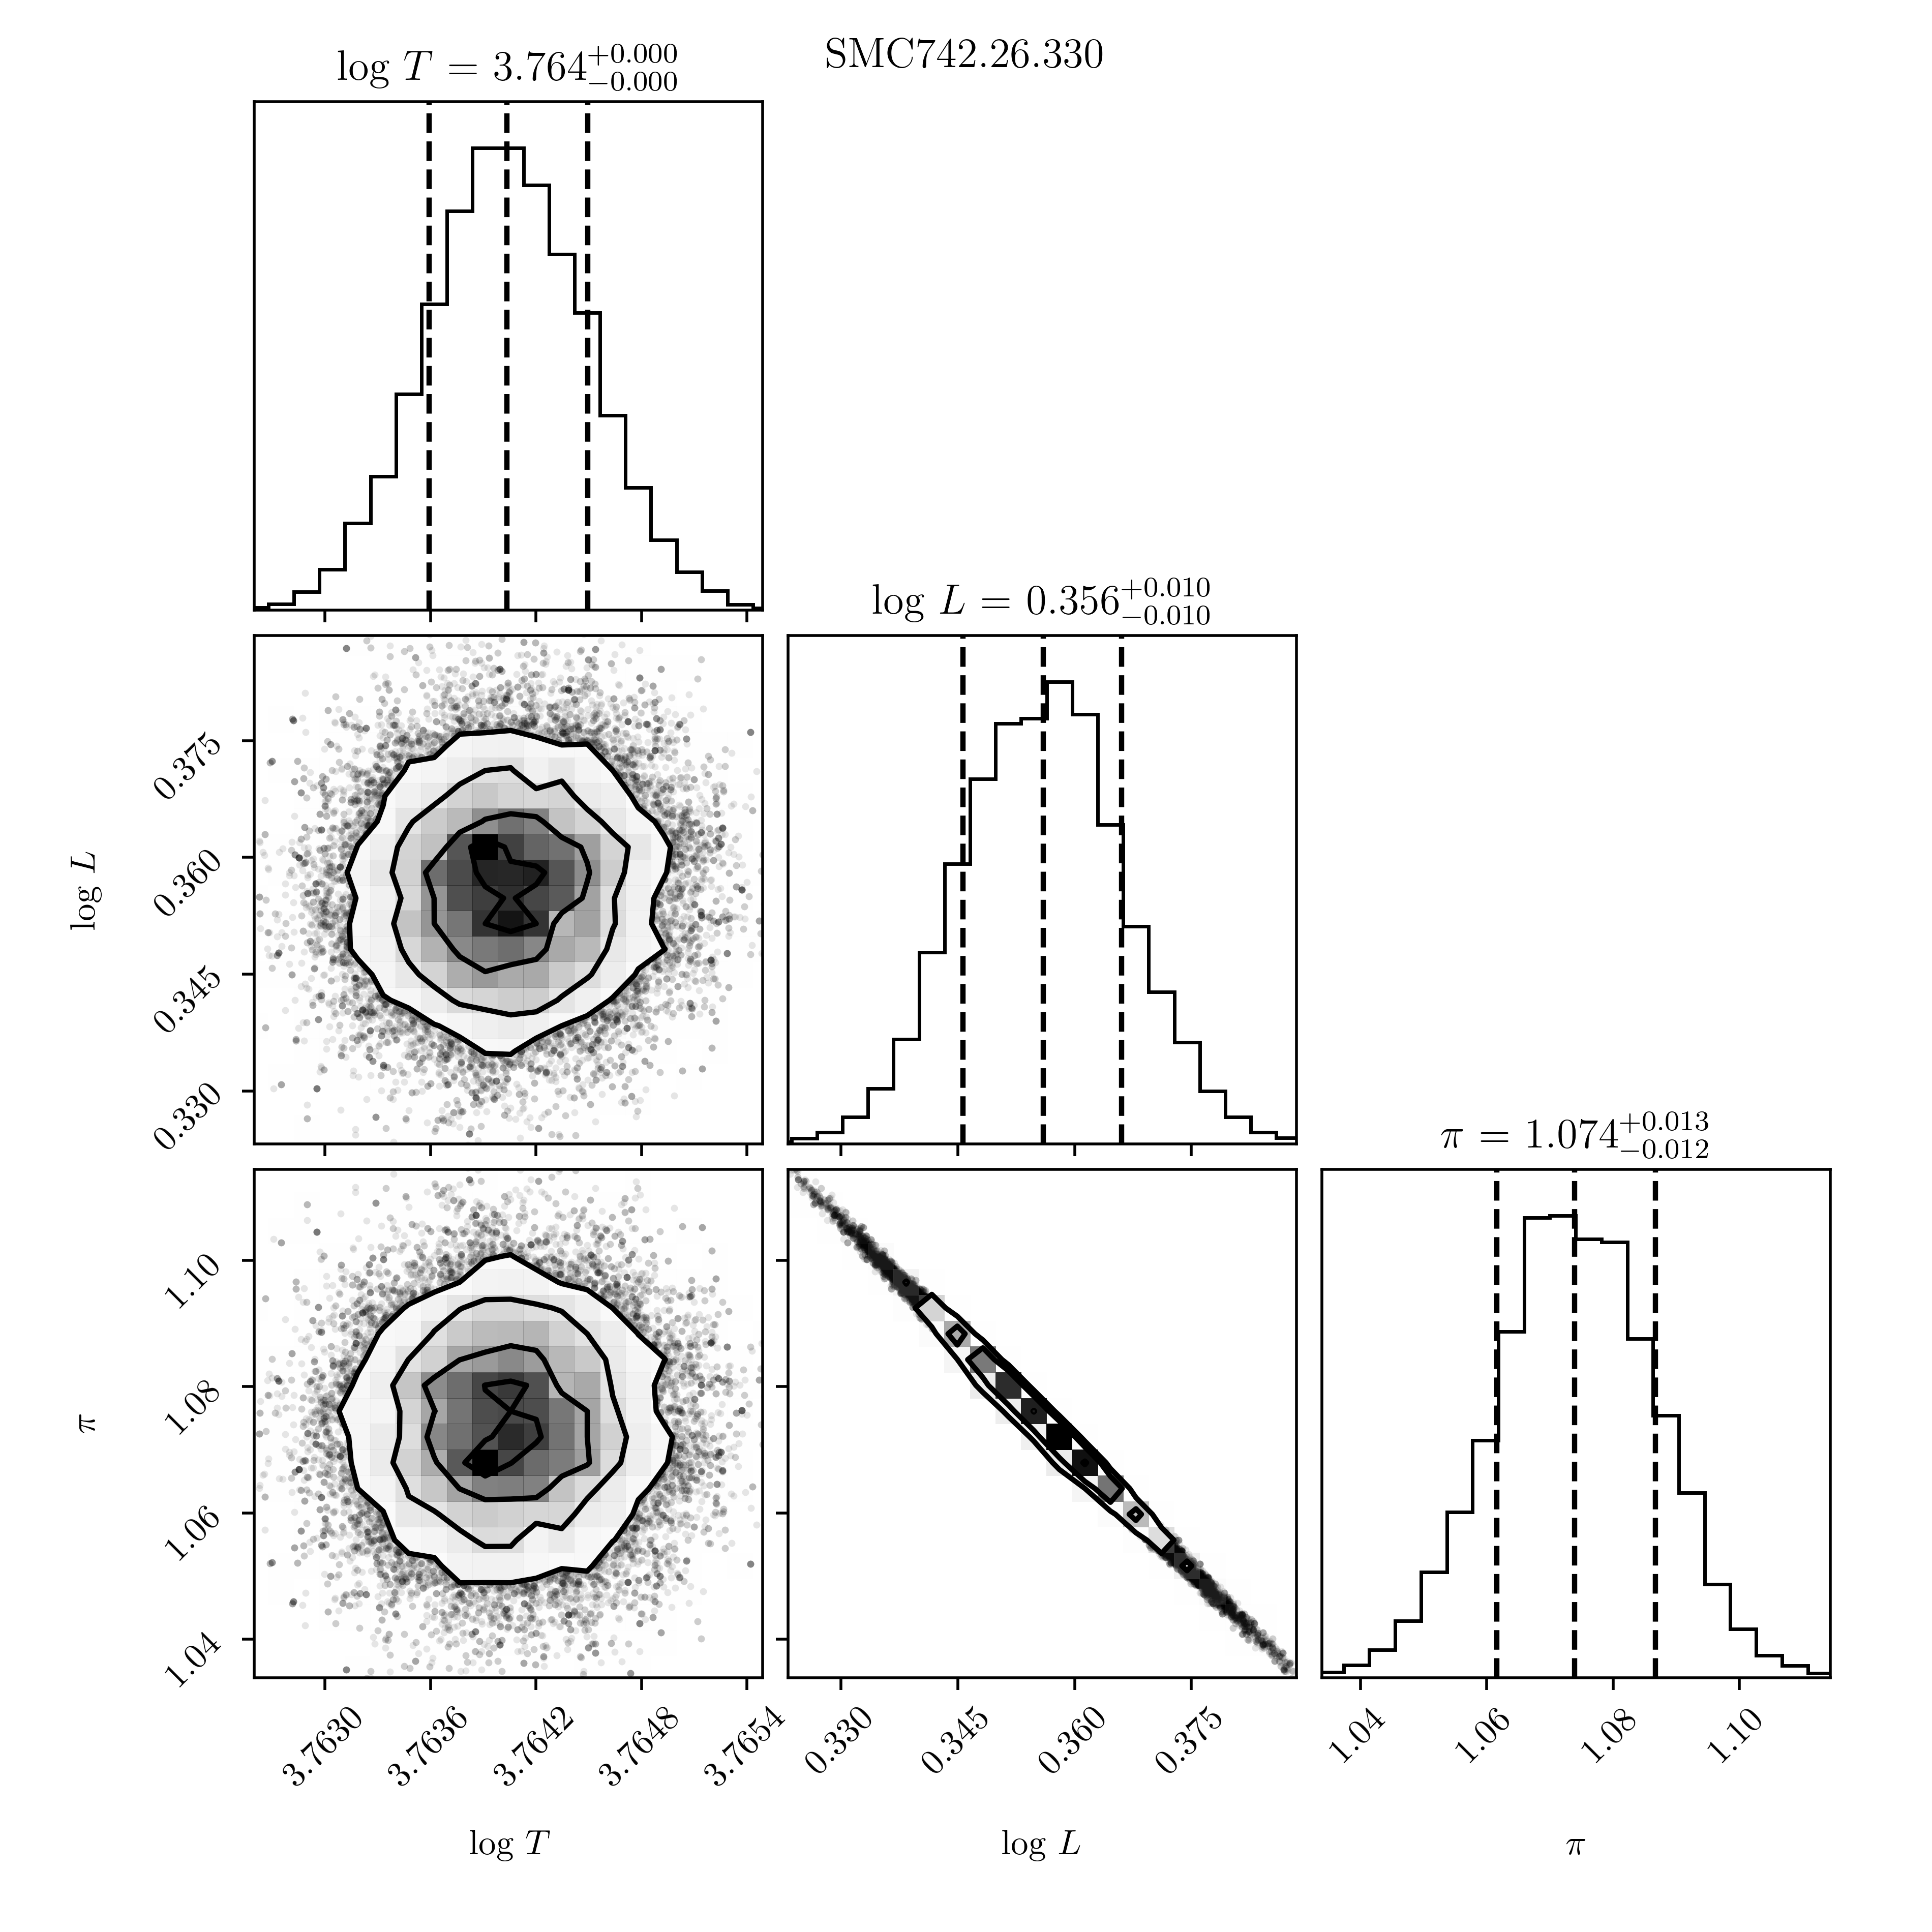 SMC742.26.330
log T = 3.764+0.000−0.000
log L = 0.356+0.010−0.010
0.375
0.360
0.345
0.330
log L
π = 1.074+0.013−0.012
1.10
1.08
1.06
1.04
π
3.7630 3.7636 3.7642 3.7648 3.7654 0.330 0.345 0.360 0.375 1.04 1.06 1.08 1.10
log T log L π